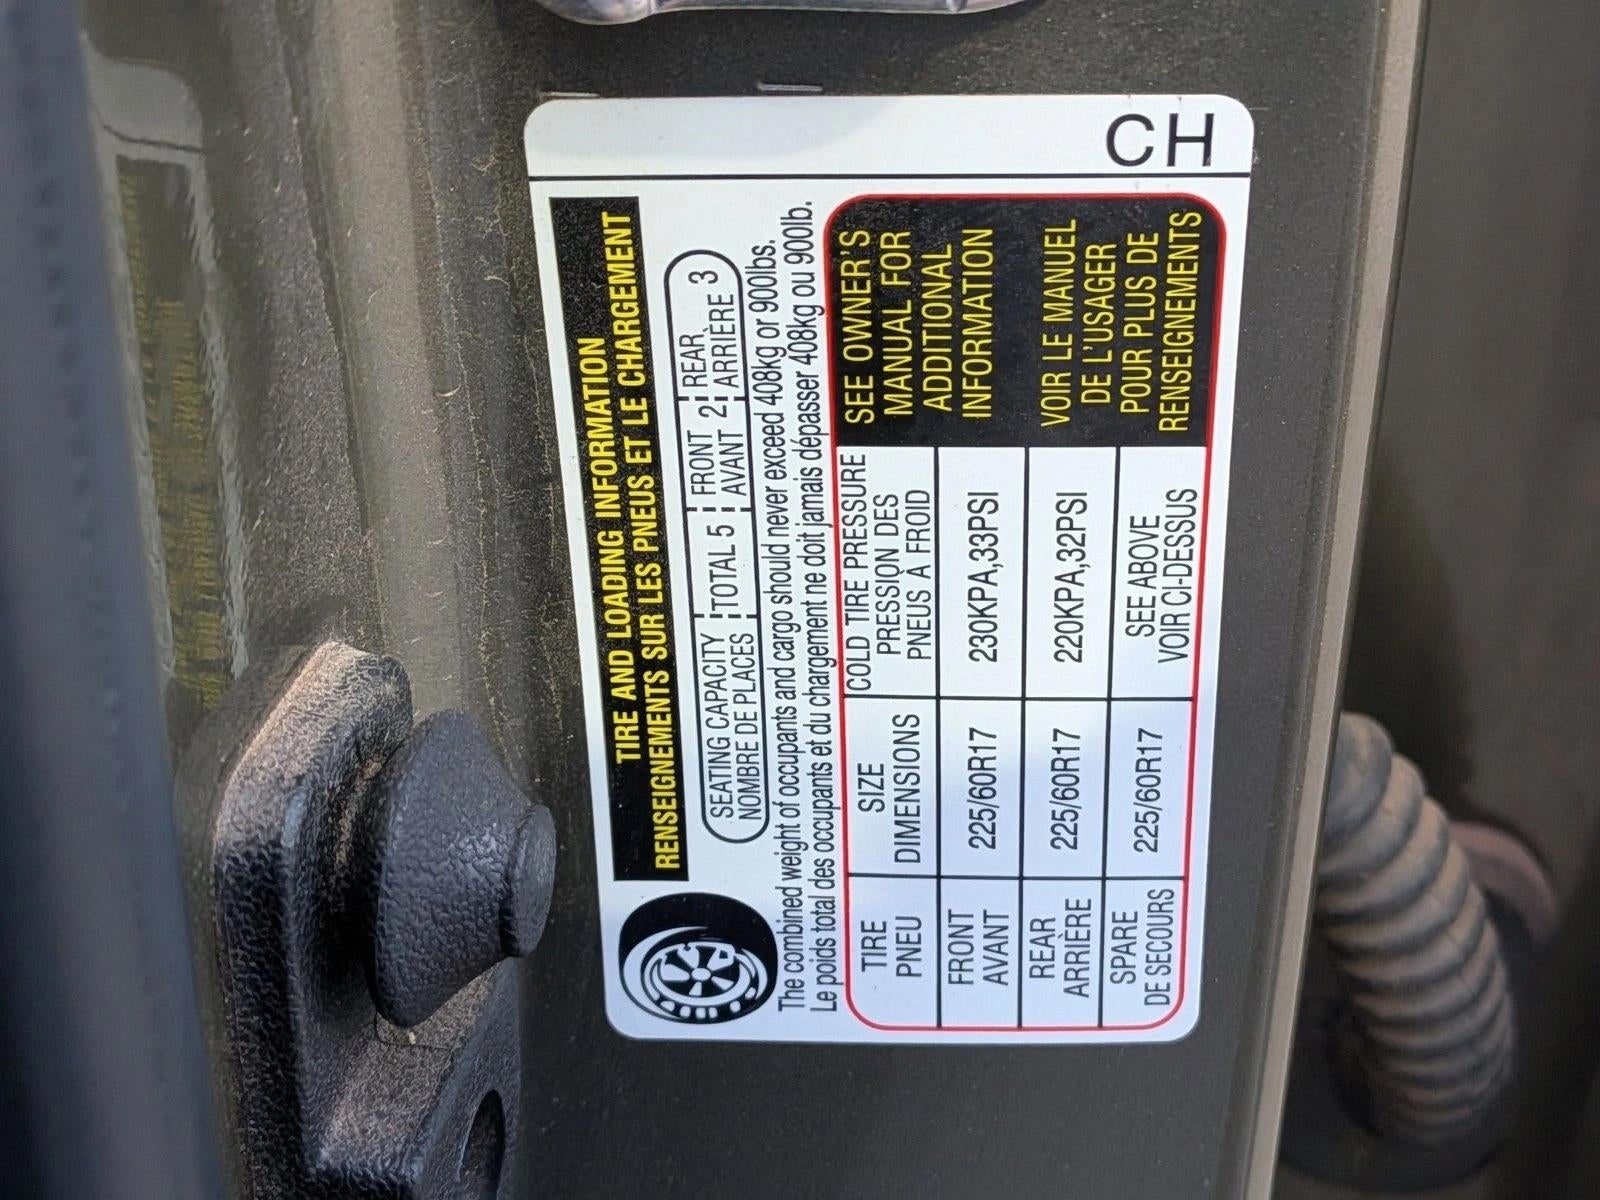 CH
TIRE AND LOADING INFORMATION
RENSEIGNEMENTS SUR LES PNEUS ET LE CHARGEMENT
SEATING CAPACITY TOTAL 5 FRONT 2 REAR 3
NOMBRE DE PLACES AVANT ARRIÈRE
The combined weight of occupants and cargo should never exceed 408kg or 900lbs.
Le poids total des occupants et du chargement ne doit jamais dépasser 408kg ou 900lb.
TIRE
PNEU
SIZE
DIMENSIONS
COLD TIRE PRESSURE
PRESSION DES
PNEUS À FROID
FRONT
AVANT
225/60R17
230KPA,33PSI
REAR
ARRIÈRE
225/60R17
220KPA,32PSI
SPARE
DE SECOURS
225/60R17
SEE ABOVE
VOIR CI-DESSUS
SEE OWNER'S
MANUAL FOR
ADDITIONAL
INFORMATION
VOIR LE MANUEL
DE L'USAGER
POUR PLUS DE
RENSEIGNEMENTS